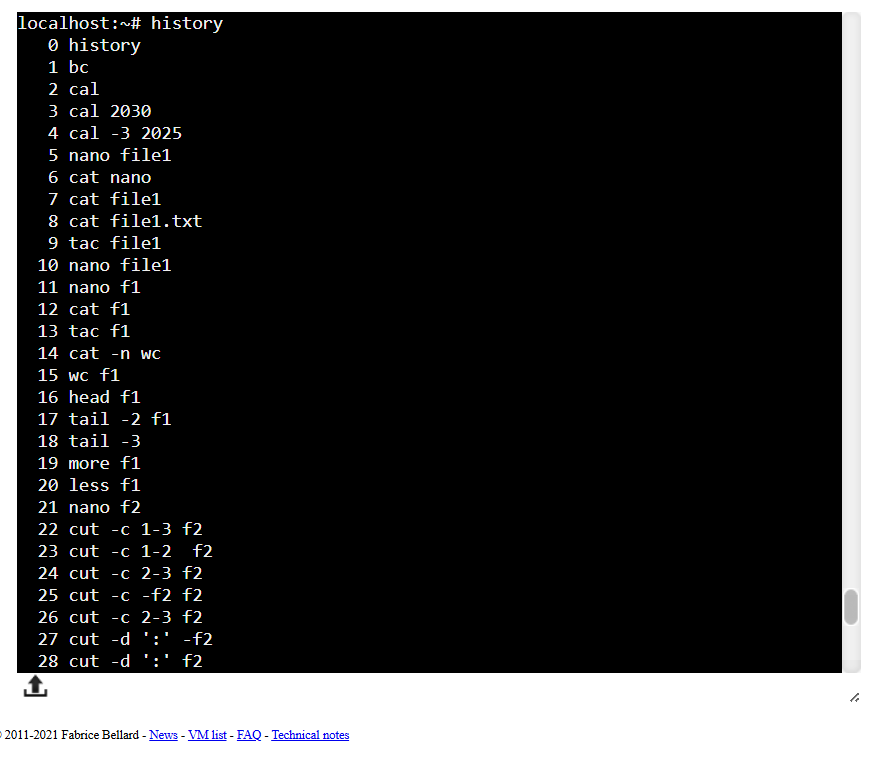 localhost:~# history
0 history
1 bc
2 cal
3 cal 2030
4 cal -3 2025
5 nano file1
6 cat nano
7 cat file1
8 cat file1.txt
9 tac file1
10 nano file1
11 nano f1
12 cat f1
13 tac f1
14 cat -n wc
15 wc f1
16 head f1
17 tail -2 f1
18 tail -3
19 more f1
20 less f1
21 nano f2
22 cut -c 1-3 f2
23 cut -c 1-2  f2
24 cut -c 2-3 f2
25 cut -c -f2 f2
26 cut -c 2-3 f2
27 cut -d ':' -f2
28 cut -d ':' f2
2011-2021 Fabrice Bellard - News - VM list - FAQ - Technical notes